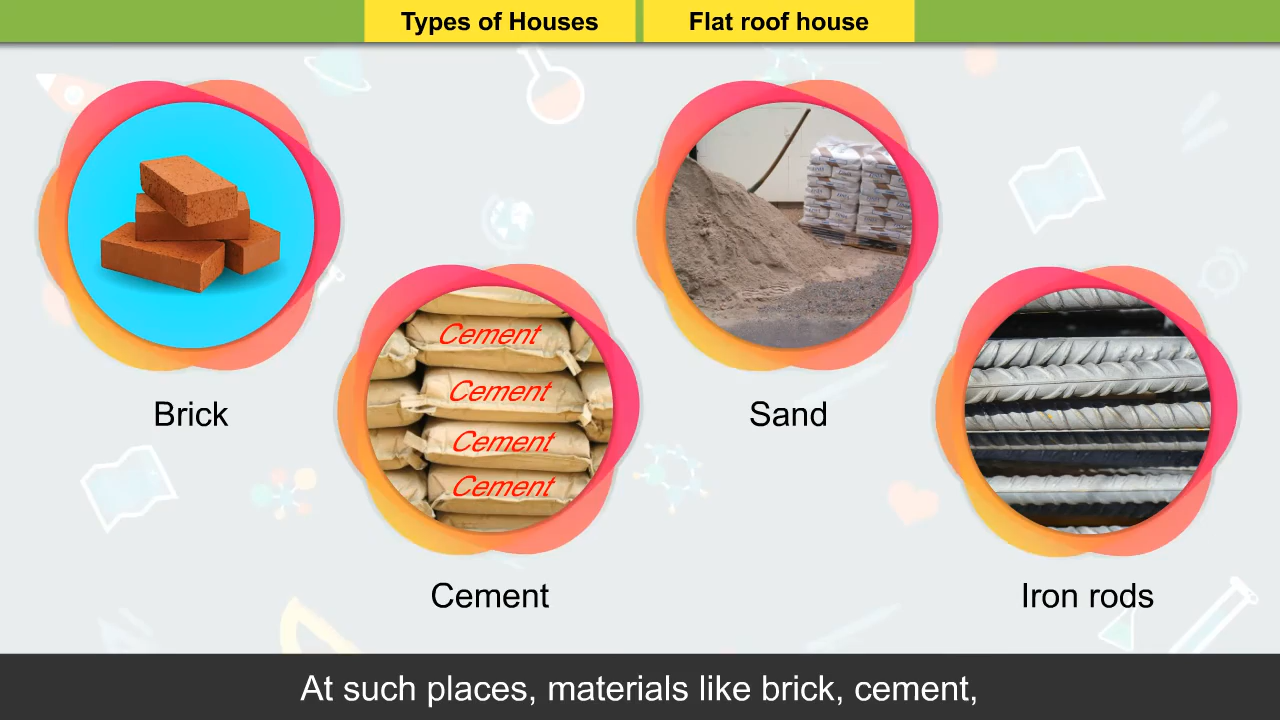 Types of Houses
Flat roof house
Brick
Sand
Cement
Cement
Cement
Cement
Cement
Iron rods
At such places, materials like brick, cement,